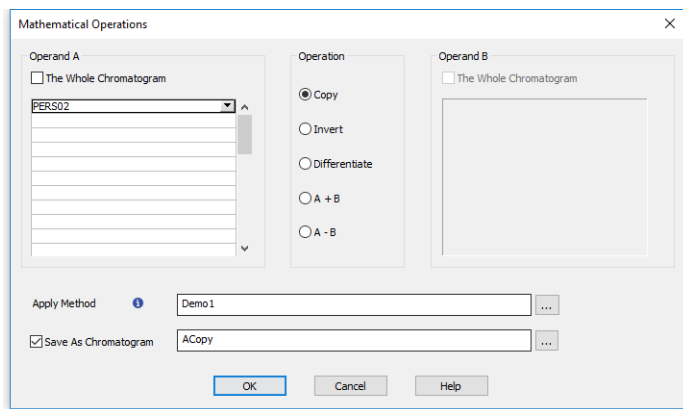 Mathematical Operations
Operand A
The Whole Chromatogram
PERS02
Operation
Copy
Invert
Differentiate
A + B
A - B
Operand B
The Whole Chromatogram
Apply Method
Demo1
...
Save As Chromatogram
ACopy
...
OK
Cancel
Help